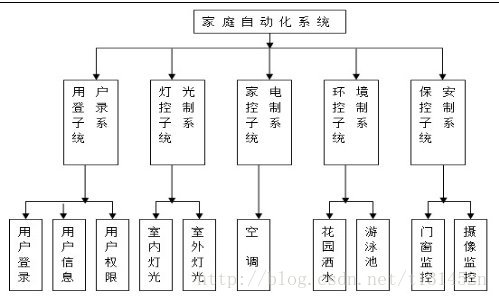 家庭自动化系统
用户
登录
子系
统
灯光
控制
子系
统
家电
控制
子系
统
环境
控制
子系
统
保安
控制
子系
统
用户登录
用户信息
用户权限
室内灯光
室外灯光
空调
花园洒水
游泳池
门窗监控
摄像监控